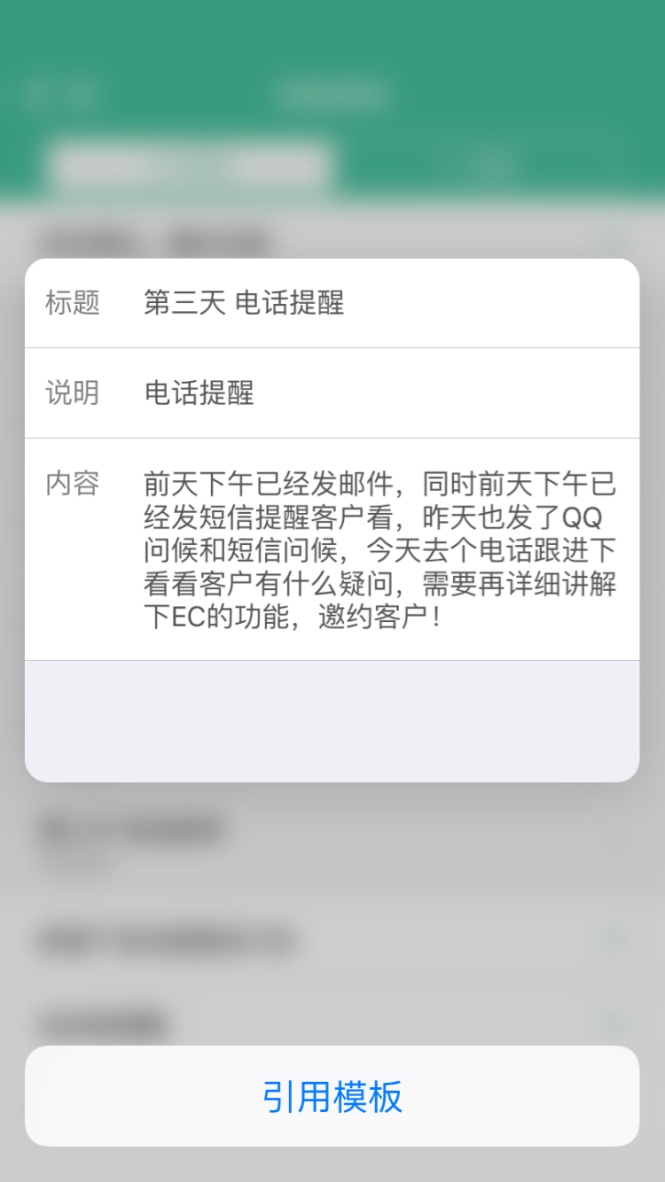 标题 第三天 电话提醒
说明 电话提醒
内容 前天下午已经发邮件，同时前天下午已
经发短信提醒客户看，昨天也发了QQ
问候和短信问候，今天去个电话跟进下
看看客户有什么疑问，需要再详细讲解
下EC的功能，邀约客户！
引用模板